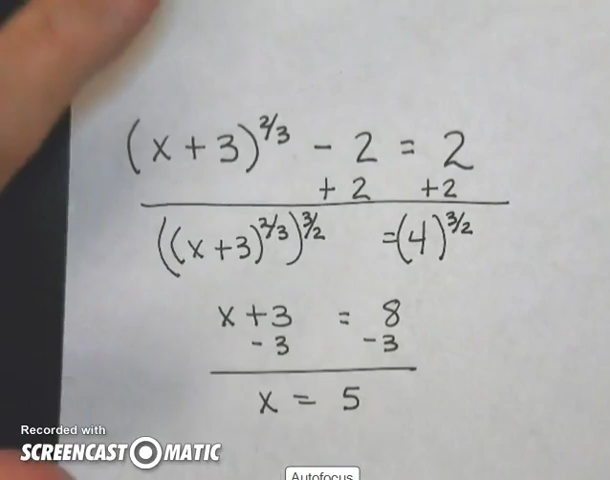 (x+3)^2/3 - 2 = 2
+ 2 +2
((x+3)^2/3)^3/2 =(4)^3/2
x+3 = 8
- 3 -3
x = 5
Recorded with
SCREENCAST MATIC
Autofocus